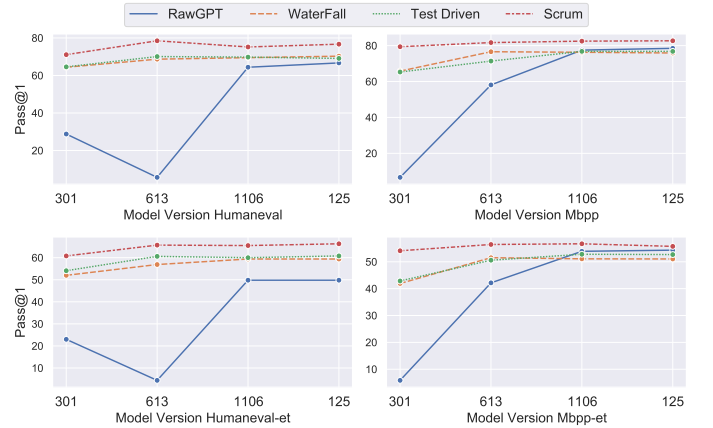 RawGPT WaterFall Test Driven Scrum
80
60
40
20
Pass@1
301 613 1106 125
Model Version Humaneval
80
60
40
20
301 613 1106 125
Model Version Mbpp
60
50
40
30
20
10
Pass@1
301 613 1106 125
Model Version Humaneval-et
50
40
30
20
10
301 613 1106 125
Model Version Mbpp-et